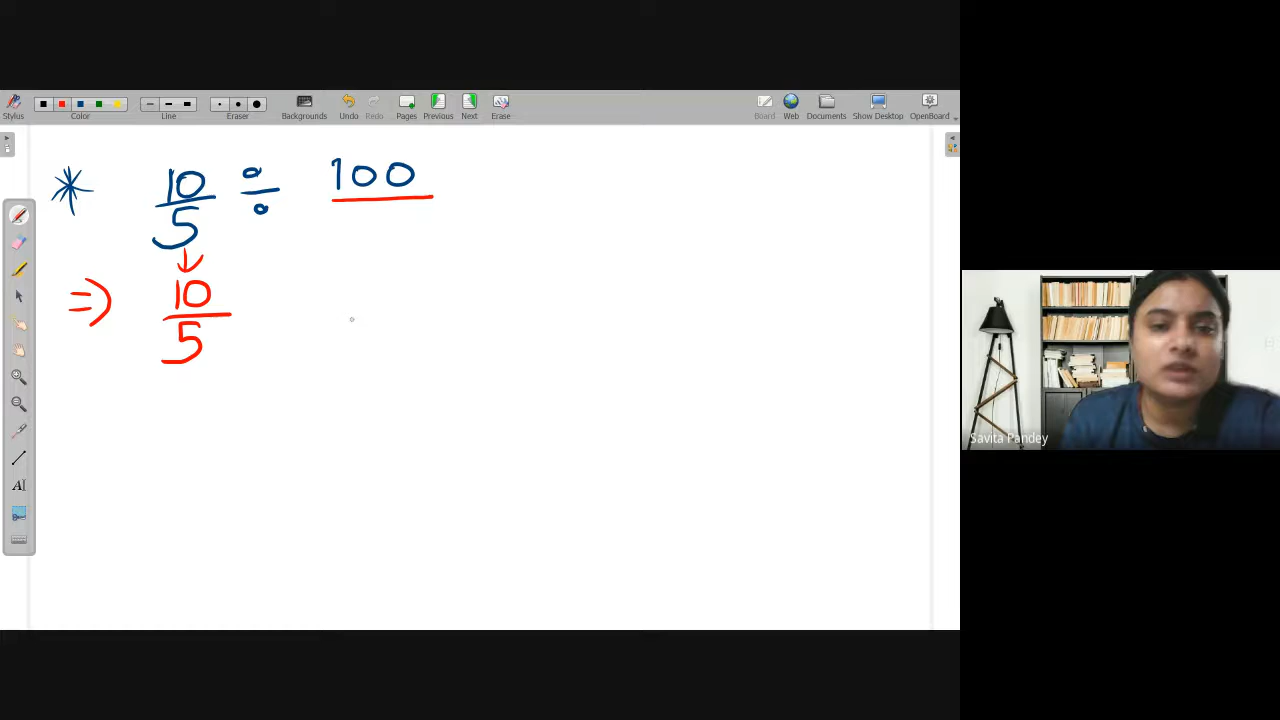 Stylus Color Line Eraser Backgrounds Undo Redo Pages Previous Next Erase Board Web Documents Show Desktop OpenBoard
* 10/5 ÷ 100
↓
⇒ 10/5
Savita Pandey